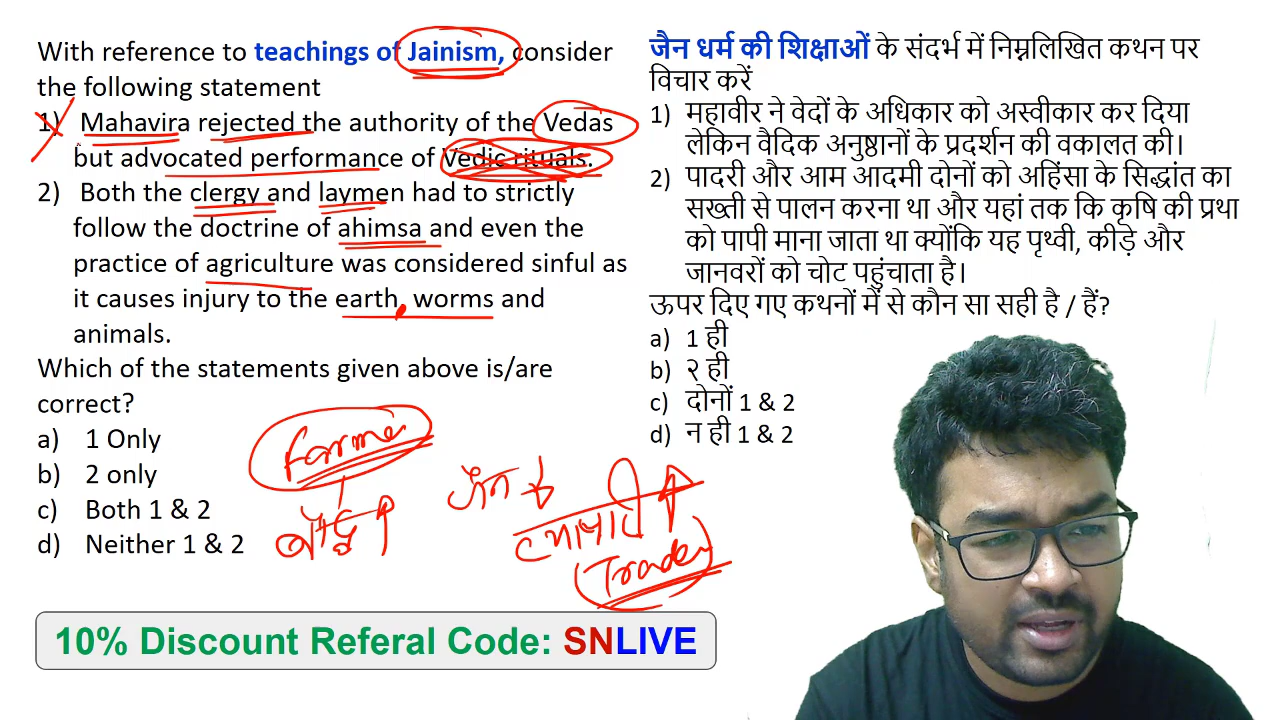 With reference to teachings of Jainism, consider
the following statement
1) Mahavira rejected the authority of the Vedas
but advocated performance of Vedic rituals.
2) Both the clergy and laymen had to strictly
follow the doctrine of ahimsa and even the
practice of agriculture was considered sinful as
it causes injury to the earth, worms and
animals.
Which of the statements given above is/are
correct?
a) 1 Only
b) 2 only
c) Both 1 & 2
d) Neither 1 & 2
farmer
बौद्ध
जैन
व्यापारी
(Trader)
जैन धर्म की शिक्षाओं के संदर्भ में निम्नलिखित कथन पर
विचार करें
1) महावीर ने वेदों के अधिकार को अस्वीकार कर दिया
लेकिन वैदिक अनुष्ठानों के प्रदर्शन की वकालत की।
2) पादरी और आम आदमी दोनों को अहिंसा के सिद्धांत का
सख्ती से पालन करना था और यहां तक कि कृषि की प्रथा
को पापी माना जाता था क्योंकि यह पृथ्वी, कीड़े और
जानवरों को चोट पहुंचाता है।
ऊपर दिए गए कथनों में से कौन सा सही है / हैं?
a) 1 ही
b) २ ही
c) दोनों 1 & 2
d) न ही 1 & 2
10% Discount Referal Code: SNLIVE